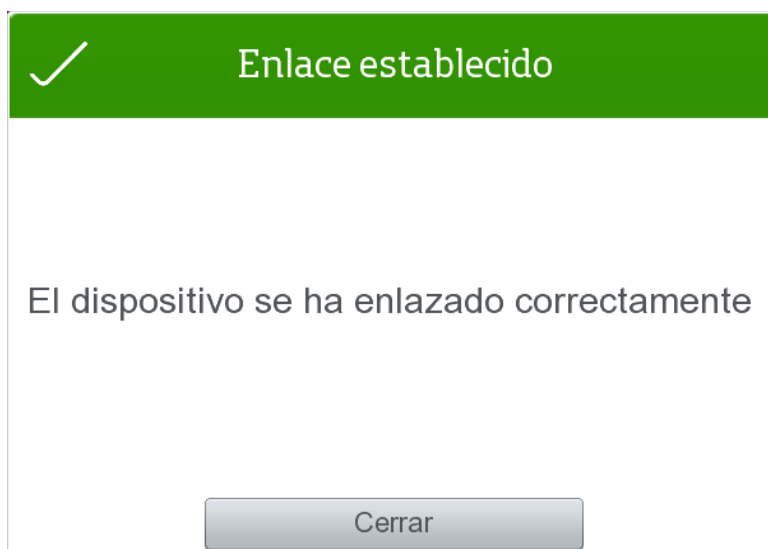 Enlace establecido
El dispositivo se ha enlazado correctamente
Cerrar